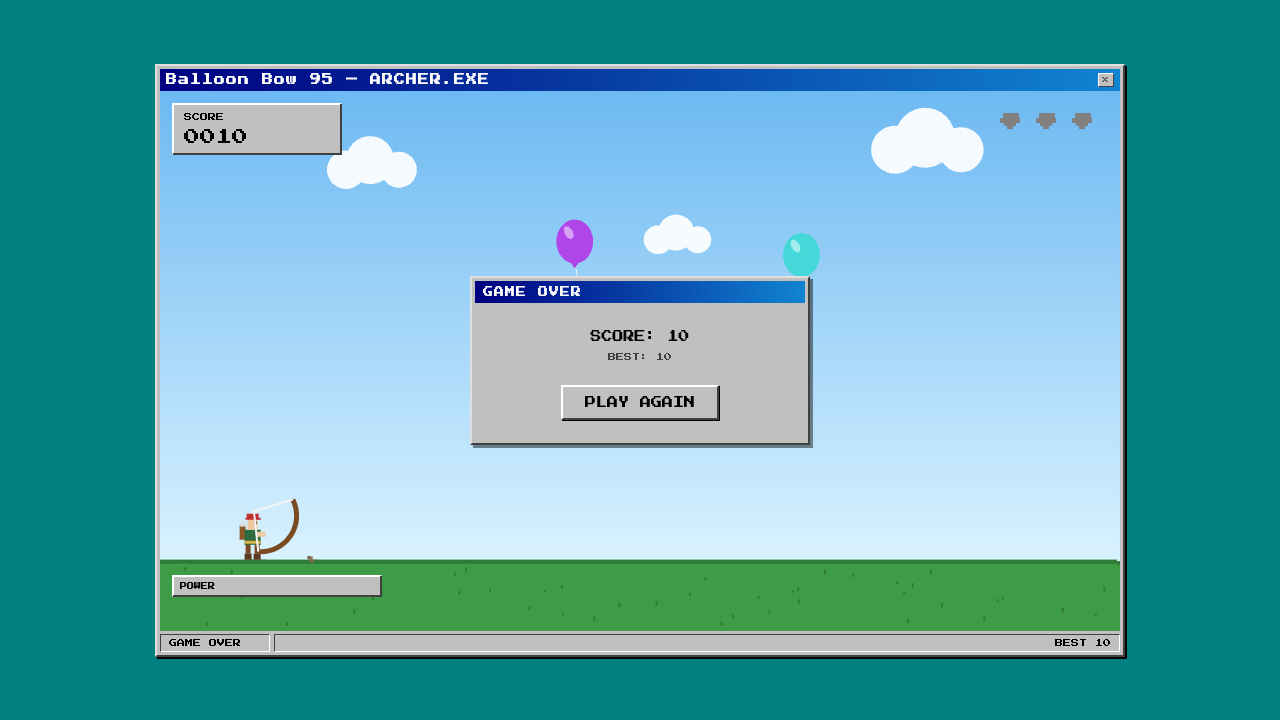 Balloon Bow 95 — ARCHER.EXE
SCORE
0010
GAME OVER
SCORE: 10
BEST: 10
PLAY AGAIN
POWER
GAME OVER
BEST 10